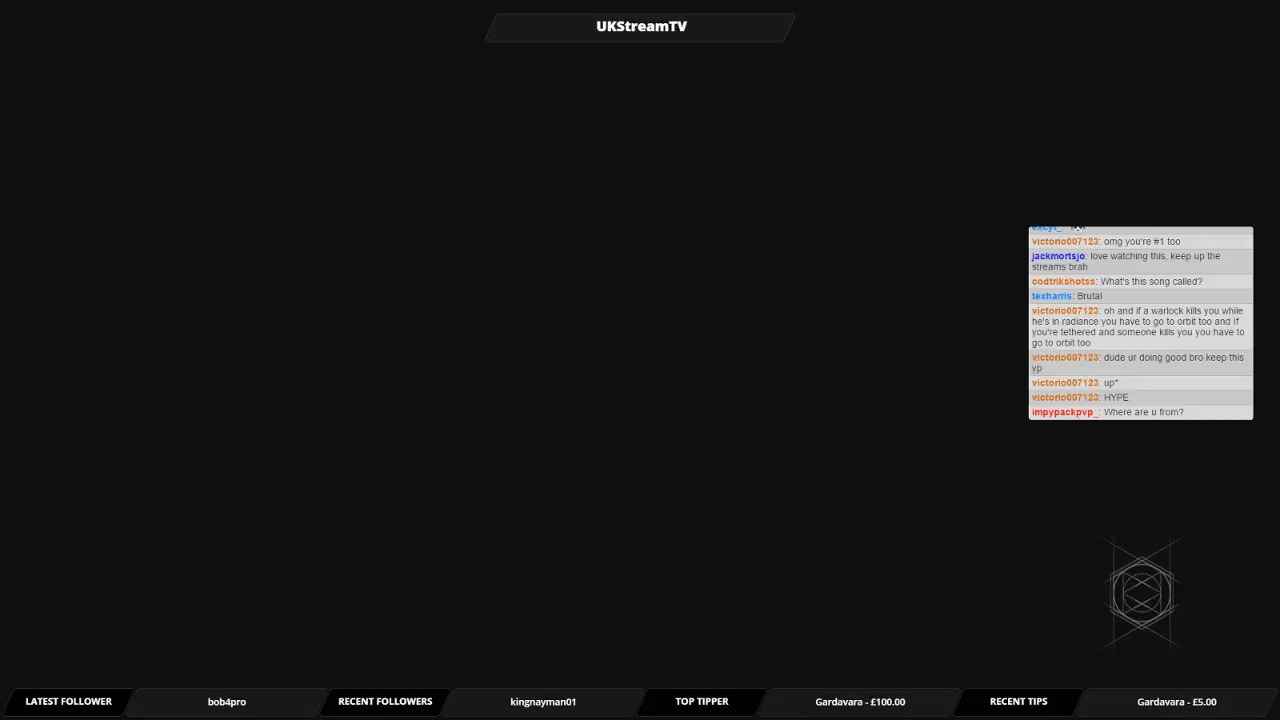 UKStreamTV
excyt_:
victorio007123: omg you're #1 too
jackmortsjo: love watching this, keep up the
streams brah
codtrikshotss: What's this song called?
texharris: Brutal
victorio007123: oh and if a warlock kills you while
he's in radiance you have to go to orbit too and if
you're tethered and someone kills you you have to
go to orbit too
victorio007123: dude ur doing good bro keep this
yp
victorio007123: up*
victorio007123: HYPE
impypackpvp_: Where are u from?
LATEST FOLLOWER bob4pro RECENT FOLLOWERS kingnayman01 TOP TIPPER Gardavara - £100.00 RECENT TIPS Gardavara - £5.00